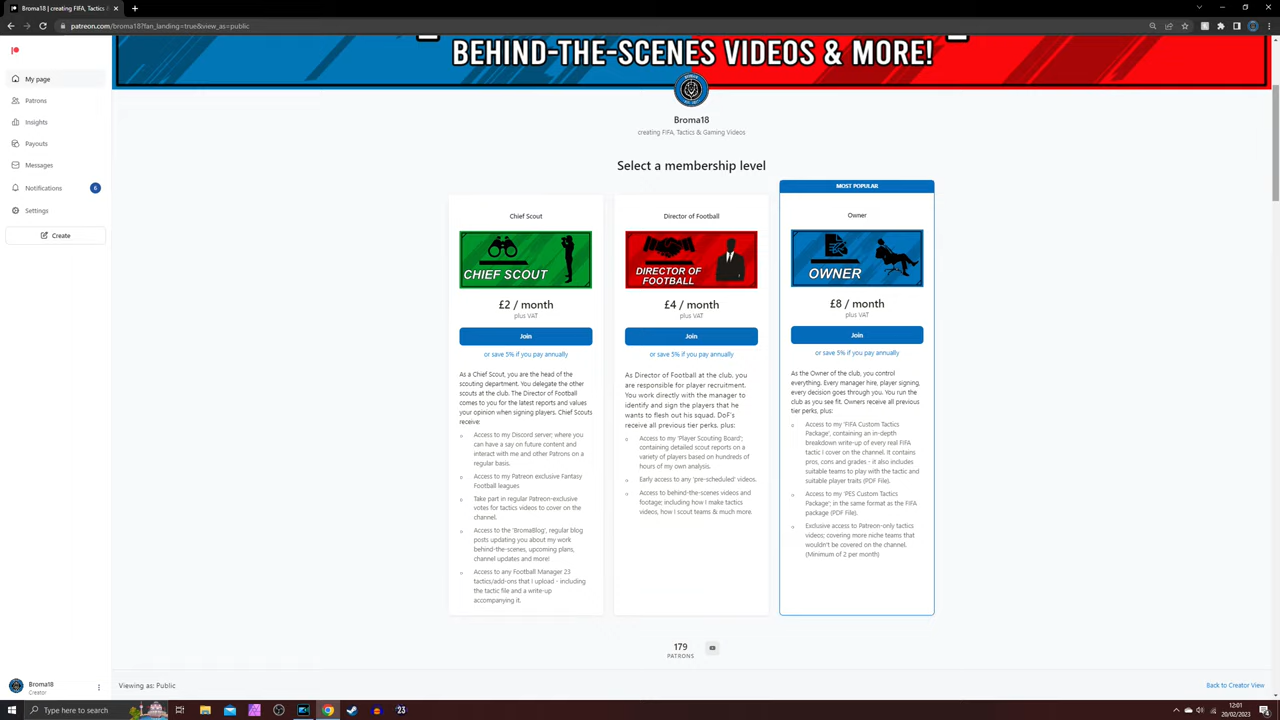 Broma18 | creating FIFA, Tactics &
patreon.com/broma18?fan_landing=true&view_as=public
My page
Patrons
Insights
Payouts
Messages
Notifications
6
Settings
Create
BEHIND-THE-SCENES VIDEOS & MORE!
Broma18
creating FIFA, Tactics & Gaming Videos
Select a membership level
Chief Scout
CHIEF SCOUT
£2 / month
plus VAT
Join
or save 5% if you pay annually
As a Chief Scout, you are the head of the
scouting department. You delegate the other
scouts at the club. The Director of Football
comes to you for the latest reports and values
your opinion when signing players. Chief Scouts
receive:
Access to my Discord server; where you
can have a say on future content and
interact with me and other Patrons on a
regular basis.
Access to my Patreon exclusive Fantasy
Football leagues.
Take part in regular Patreon-exclusive
votes for tactics videos to cover on the
channel.
Access to the 'BromaBlog', regular blog
posts updating you about my work
behind-the-scenes, upcoming plans,
channel updates and more!
Access to any Football Manager 23
tactics/add-ons that I upload - including
the tactic file and a write-up
accompanying it.
Director of Football
DIRECTOR OF
FOOTBALL
£4 / month
plus VAT
Join
or save 5% if you pay annually
As Director of Football at the club, you
are responsible for player recruitment.
You work directly with the manager to
identify and sign the players that he
wants to flesh out his squad. DoF's
receive all previous tier perks, plus:
Access to my 'Player Scouting Board';
containing detailed scout reports on a
variety of players based on hundreds of
hours of my own analysis.
Early access to any 'pre-scheduled' videos.
Access to behind-the-scenes videos and
footage: including how I make tactics
videos, how I scout teams & much more.
MOST POPULAR
Owner
OWNER
£8 / month
plus VAT
Join
or save 5% if you pay annually
As the Owner of the club, you control
everything. Every manager hire, player signing,
every decision goes through you. You run the
club as you see fit. Owners receive all previous
tier perks, plus:
Access to my 'FIFA Custom Tactics
Package', containing an in-depth
breakdown write-up of every real FIFA
tactic I cover on the channel. It contains
pros, cons and grades - it also includes
suitable teams to play with the tactic and
suitable player traits (PDF File).
Access to my 'PES Custom Tactics
Package'; in the same format as the FIFA
package (PDF File).
Exclusive access to Patreon-only tactics
videos; covering more niche teams that
wouldn't be covered on the channel.
(Minimum of 2 per month)
179
PATRONS
Broma18
Creator
Viewing as: Public
Back to Creator View
Type here to search
23
12:01
20/02/2023